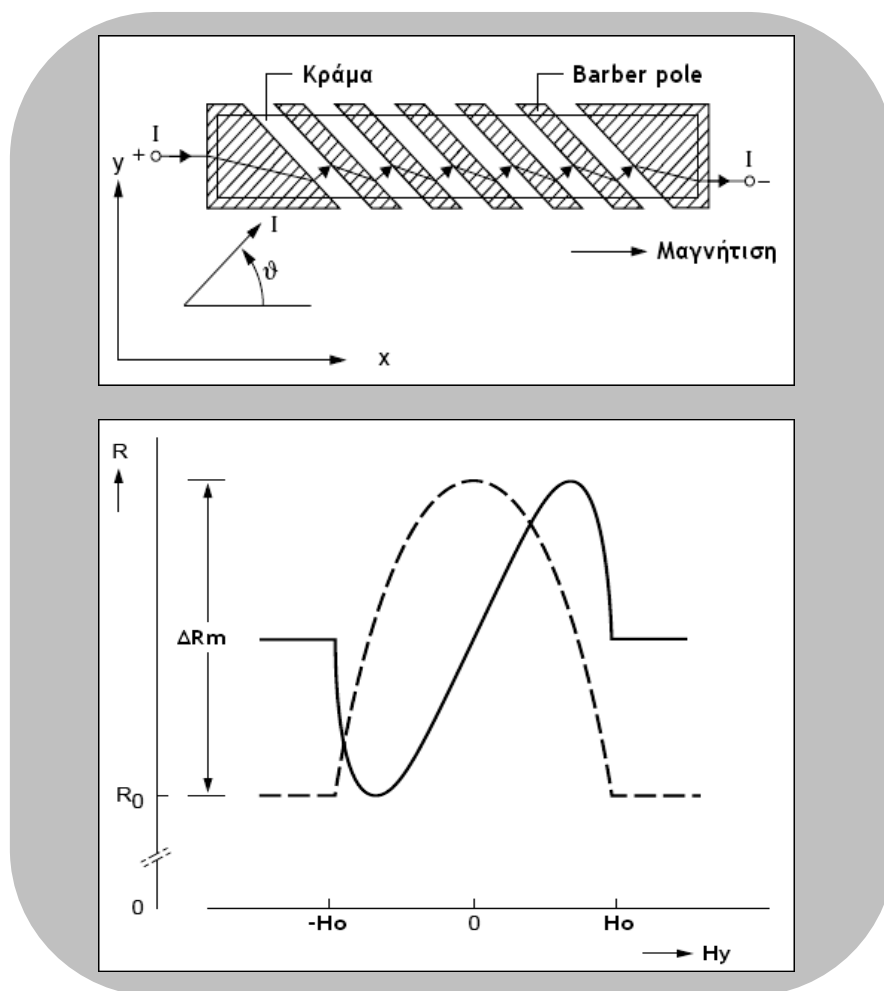 Κράμα
Barber pole
I
I
y + –
I
ϑ
Μαγνήτιση
x
R
ΔRm
R0
0
-Ho 0 Ho
Hy